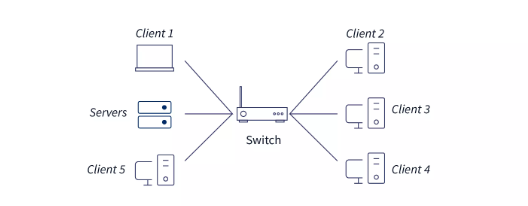 Client 1
Client 2
Servers
Client 3
Switch
Client 5
Client 4